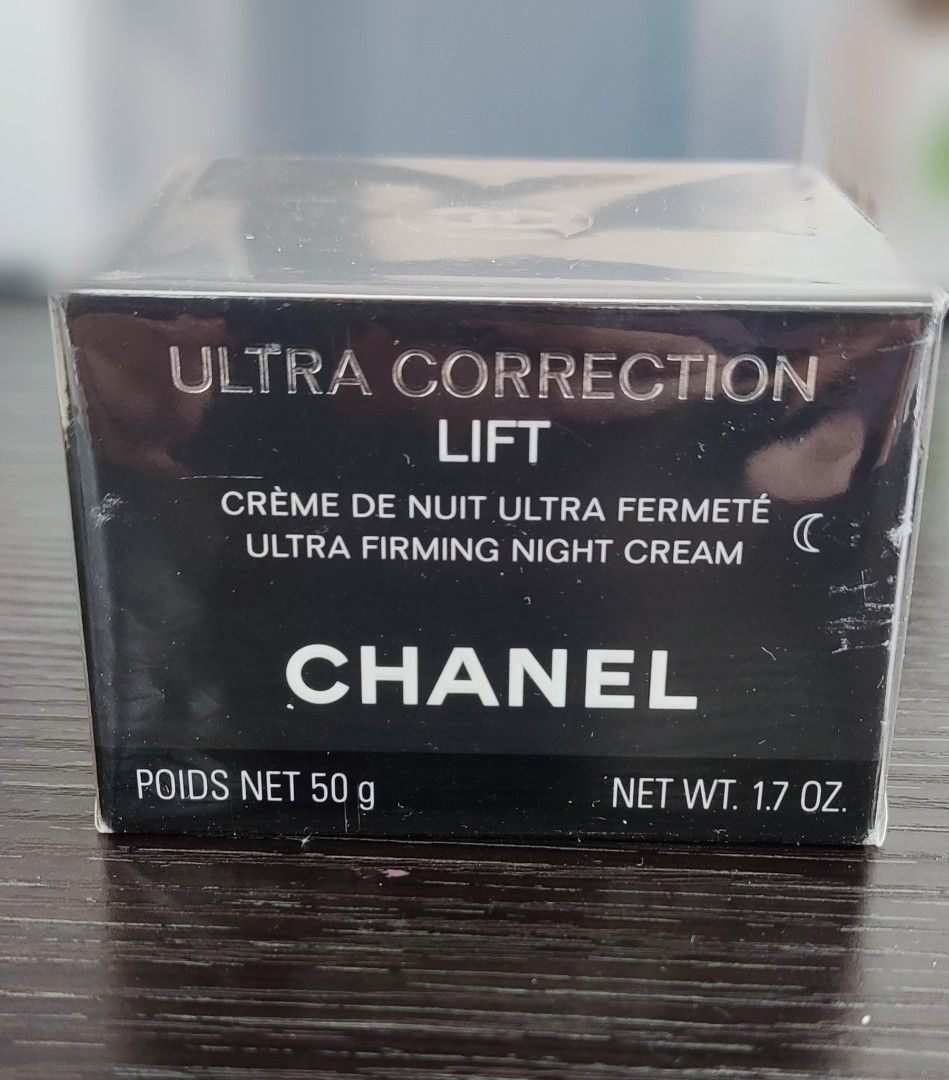 ULTRA CORRECTION
LIFT
CRÈME DE NUIT ULTRA FERMETÉ
ULTRA FIRMING NIGHT CREAM
CHANEL
POIDS NET 50 g
NET WT. 1.7 OZ.